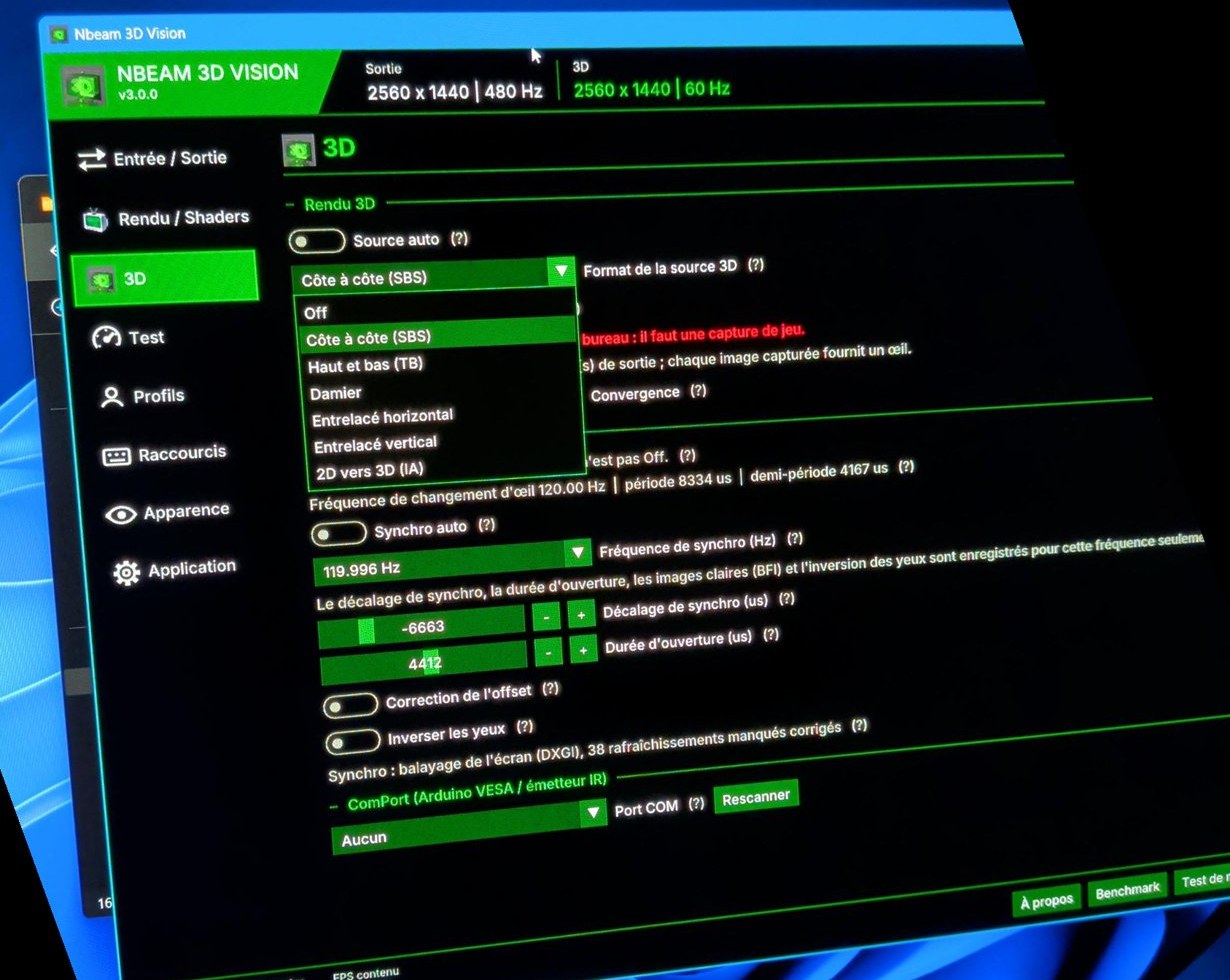 Nbeam 3D Vision
NBEAM 3D VISION
v3.0.0
Sortie
2560 x 1440 | 480 Hz
3D
2560 x 1440 | 60 Hz
Entrée / Sortie
Rendu / Shaders
3D
Test
Profils
Raccourcis
Apparence
Application
3D
Rendu 3D
Source auto (?)
Côte à côte (SBS) Format de la source 3D (?)
Off
Côte à côte (SBS)
bureau : il faut une capture de jeu.
Haut et bas (TB)
s) de sortie ; chaque image capturée fournit un œil.
Damier
Convergence (?)
Entrelacé horizontal
Entrelacé vertical
'est pas Off. (?)
2D vers 3D (IA)
Fréquence de changement d'œil 120.00 Hz | période 8334 us | demi-période 4167 us (?)
Synchro auto (?)
119.996 Hz Fréquence de synchro (Hz) (?)
Le décalage de synchro, la durée d'ouverture, les images claires (BFI) et l'inversion des yeux sont enregistrés pour cette fréquence seuleme
-6663 - + Décalage de synchro (us) (?)
4412 - + Durée d'ouverture (us) (?)
Correction de l'offset (?)
Inverser les yeux (?)
Synchro : balayage de l'écran (DXGI), 38 rafraîchissements manqués corrigés (?)
ComPort (Arduino VESA / émetteur IR)
Aucun Port COM (?) Rescanner
16
À propos Benchmark Test de
FPS contenu